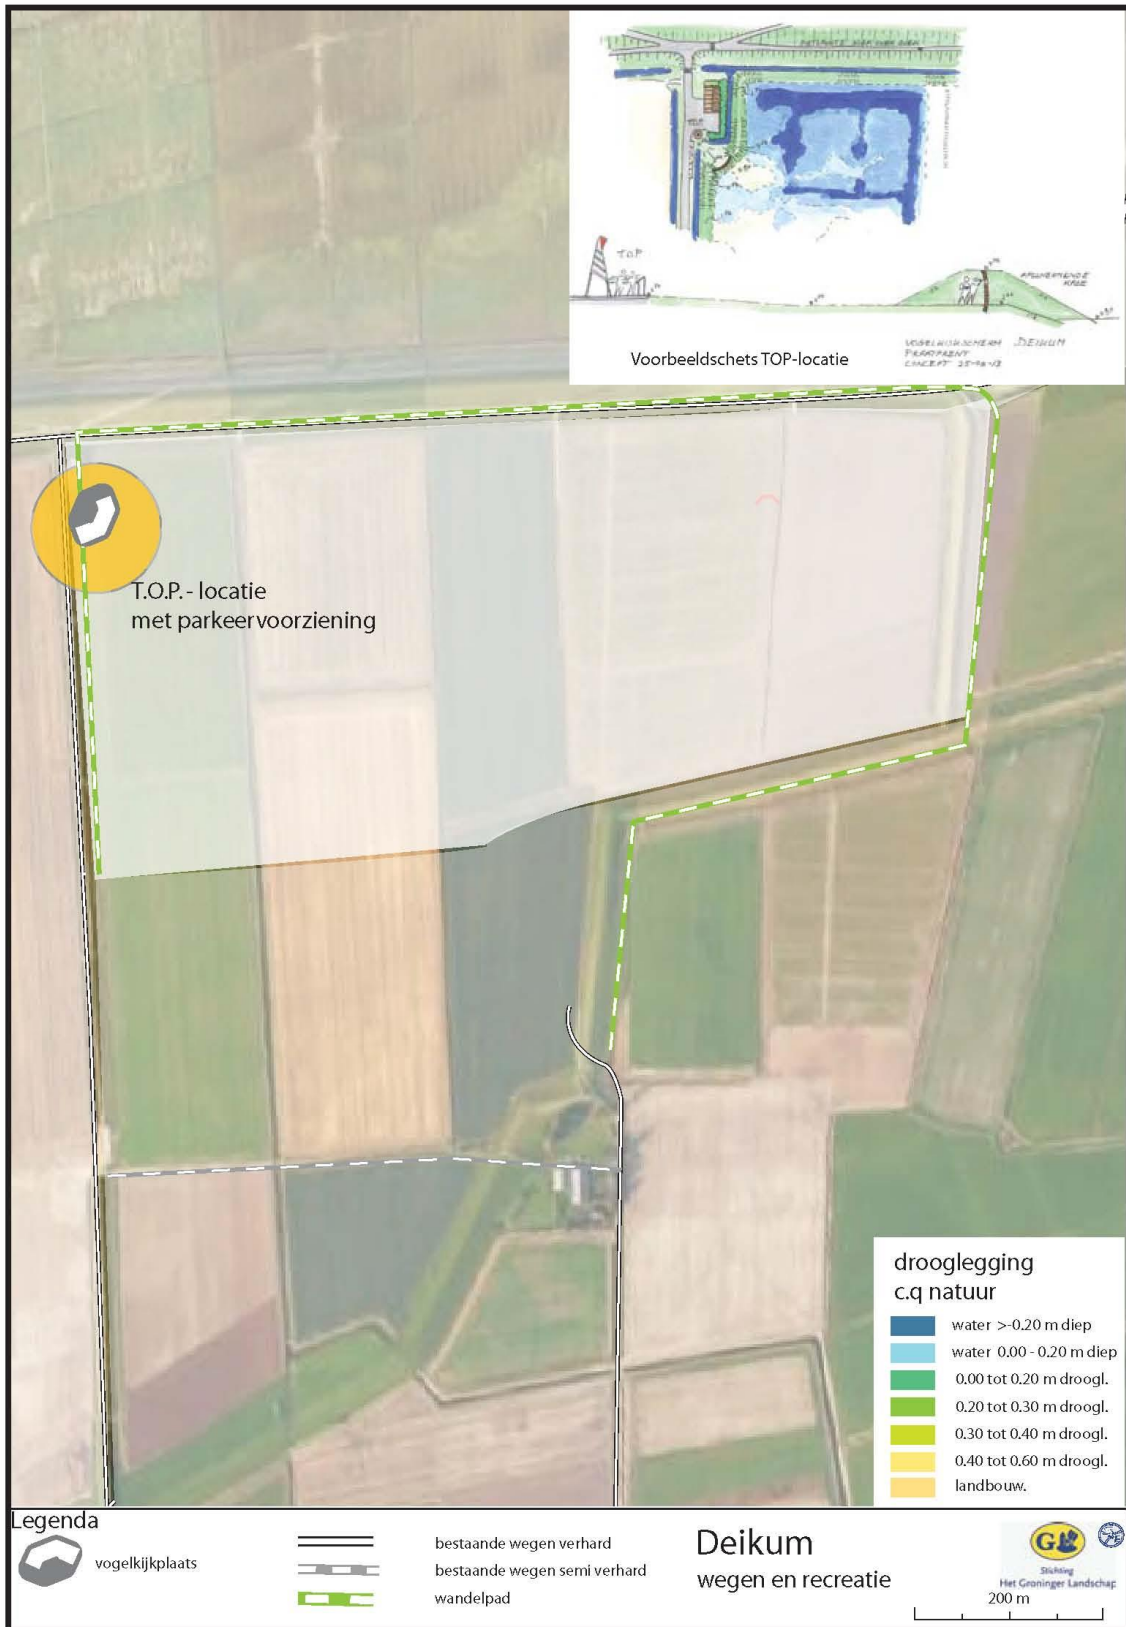 T.O.P
Voorbeeldschets TOP-locatie
VOGELKIJKSCHERM DEIKUM
CONCEPT
T.O.P. - locatie
met parkeervoorziening
drooglegging
c.q natuur
water >-0.20 m diep
water 0.00 - 0.20 m diep
0.00 tot 0.20 m droogl.
0.20 tot 0.30 m droogl.
0.30 tot 0.40 m droogl.
0.40 tot 0.60 m droogl.
landbouw.
Legenda
vogelkijkplaats
bestaande wegen verhard
bestaande wegen semi verhard
wandelpad
Deikum
wegen en recreatie
Stichting
Het Groninger Landschap
200 m